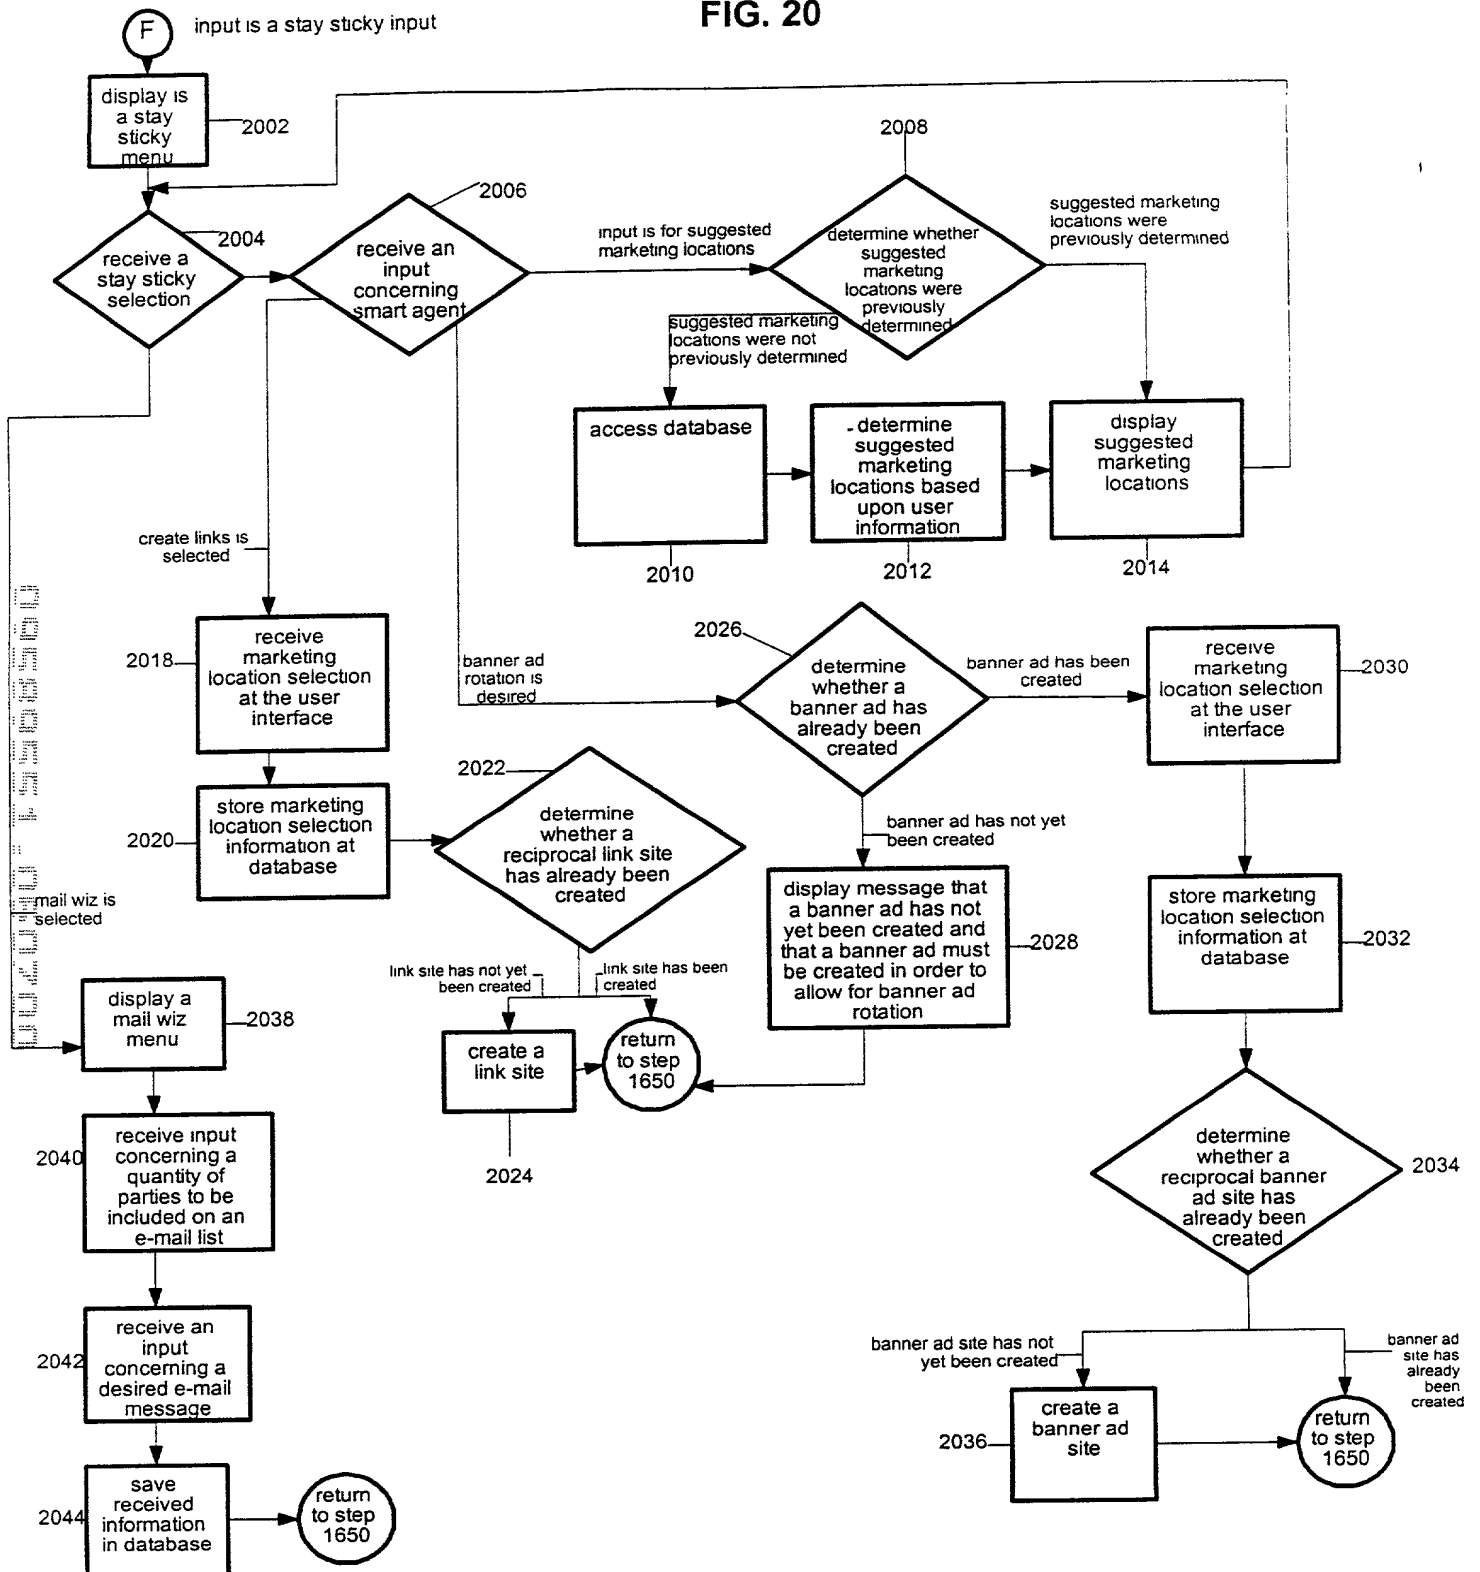 FIG. 20
F
input is a stay sticky input
display is
a stay
sticky
menu
2002
2004
receive a
stay sticky
selection
2006
receive an
input
concerning
smart agent
input is for suggested
marketing locations
2008
determine whether
suggested
marketing
locations were
previously
determined
suggested marketing
locations were
previously determined
suggested marketing
locations were not
previously determined
access database
2010
determine
suggested
marketing
locations based
upon user
information
2012
display
suggested
marketing
locations
2014
create links is
selected
2018
receive
marketing
location selection
at the user
interface
banner ad
rotation is
desired
2026
determine
whether a
banner ad has
already been
created
banner ad has been
created
receive
marketing
location selection
at the user
interface
2030
2020
store marketing
location selection
information at
database
2022
determine
whether a
reciprocal link site
has already been
created
banner ad has not yet
been created
display message that
a banner ad has not
yet been created and
that a banner ad must
be created in order to
allow for banner ad
rotation
2028
store marketing
location selection
information at
database
2032
mail wiz is
selected
link site has not yet
been created
link site has been
created
create a
link site
2024
return
to step
1650
display a
mail wiz
menu
2038
2040
receive input
concerning a
quantity of
parties to be
included on an
e-mail list
determine
whether a
reciprocal banner
ad site has
already been
created
2034
2042
receive an
input
concerning a
desired e-mail
message
banner ad site has not
yet been created
banner ad
site has
already
been
created
2036
create a
banner ad
site
return
to step
1650
2044
save
received
information
in database
return
to step
1650